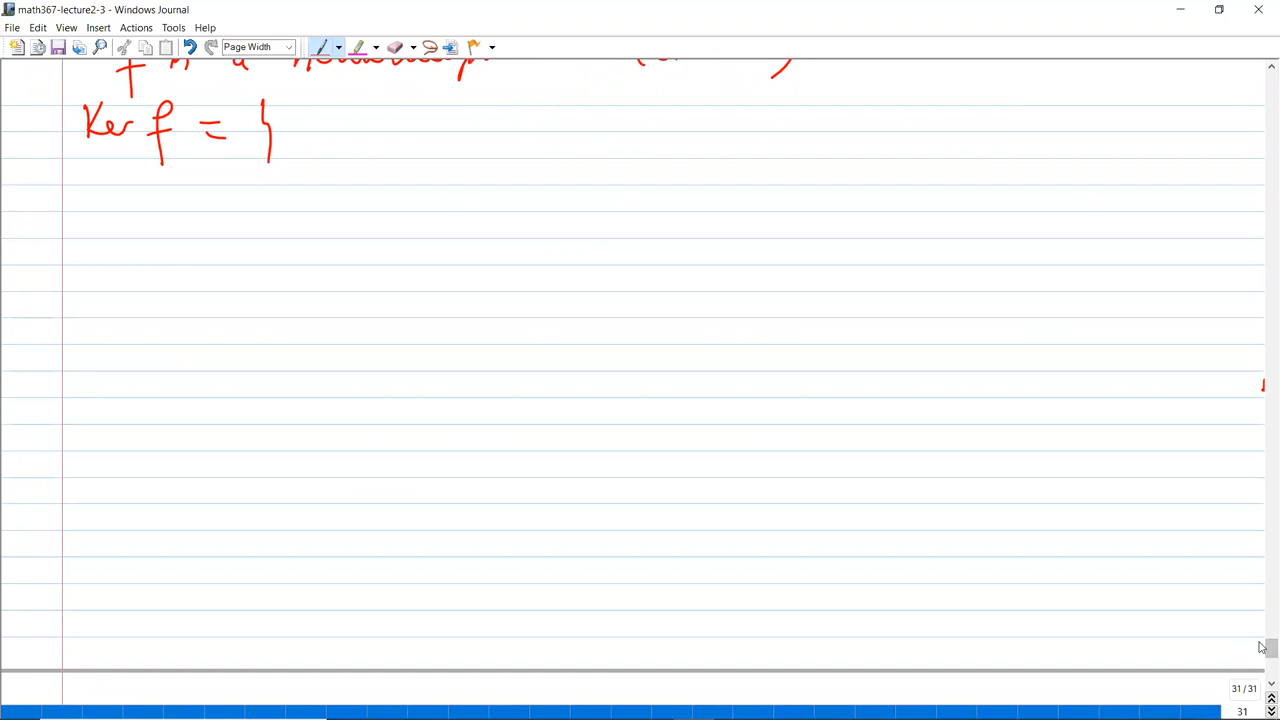 math367-lecture2-3 - Windows Journal
File Edit View Insert Actions Tools Help
Page Width
Ker f = {
31 / 31
31